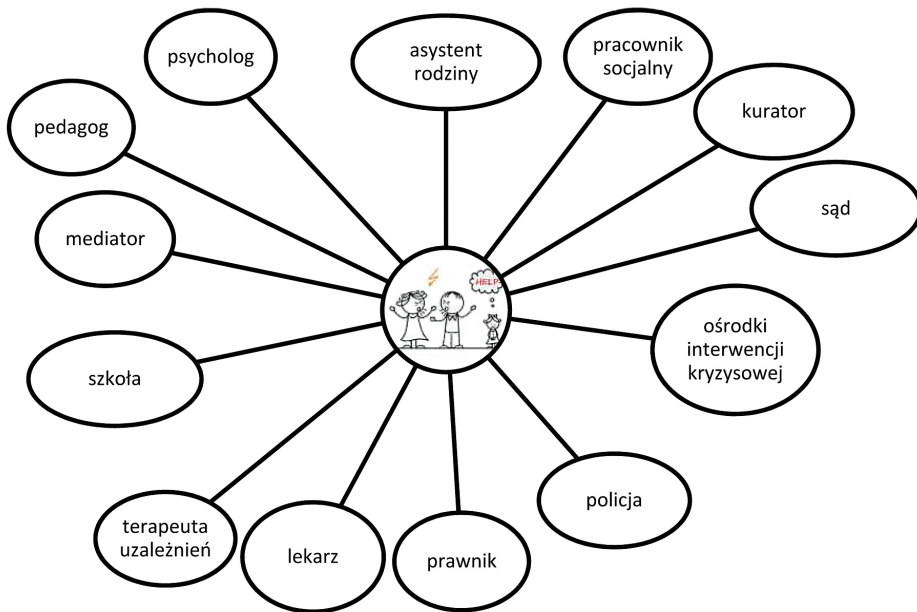 psycholog
asystent
rodziny
pracownik
socjalny
kurator
pedagog
sąd
mediator
HELP
ośrodki
interwencji
kryzysowej
szkoła
policja
terapeuta
uzależnień
lekarz
prawnik